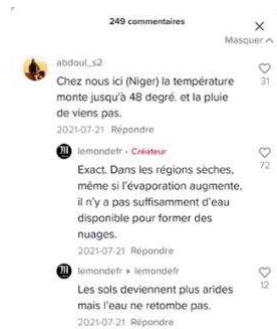 249 commentaires
Masquer
abdoul_s2
Chez nous ici (Niger) la température
monte jusqu'à 48 degré. et la pluie
de viens pas.
31
2021-07-21 Répondre
lemondefr · Créateur
Exact. Dans les régions sèches,
même si l'évaporation augmente,
il n'y a pas suffisamment d'eau
disponible pour former des
nuages.
72
2021-07-21 Répondre
lemondefr ▸ lemondefr
Les sols deviennent plus arides
mais l'eau ne retombe pas.
12
2021-07-21 Répondre